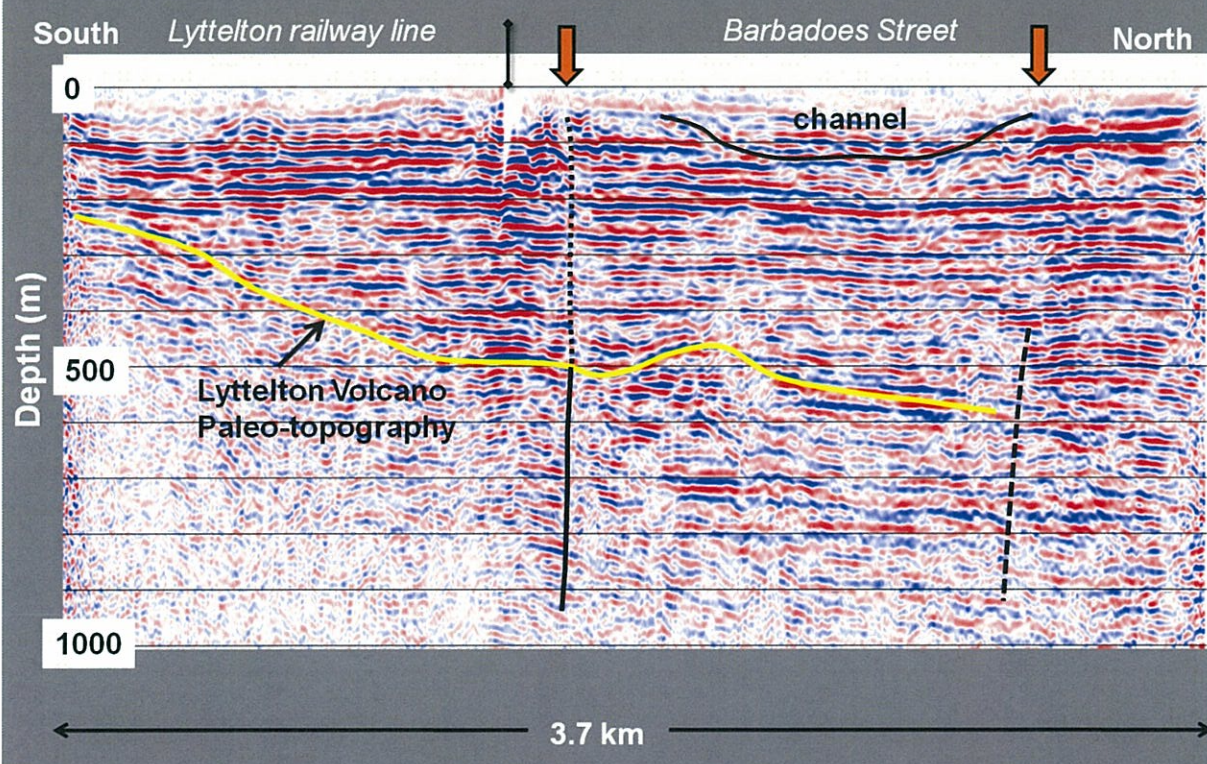 South
Lyttelton railway line
Barbadoes Street
North
0
channel
Depth (m)
500
Lyttelton Volcano
Paleo-topography
1000
3.7 km